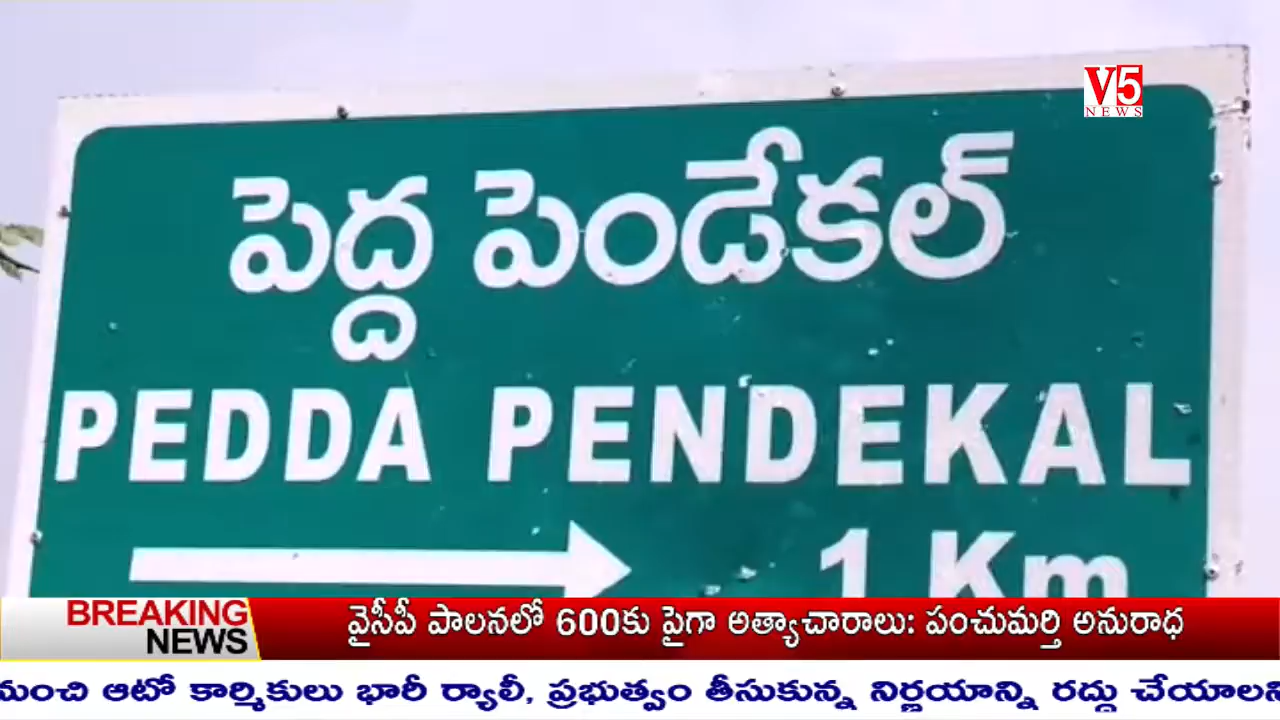 V5
NEWS
పెద్ద పెండేకల్
PEDDA PENDEKAL
1 Km
BREAKING
NEWS
వైసీపీ పాలనలో 600కు పైగా అత్యాచారాలు: పంచుమర్తి అనురాధ
నుంచి ఆటో కార్మికులు భారీ ర్యాలీ, ప్రభుత్వం తీసుకున్న నిర్ణయాన్ని రద్దు చేయాలని